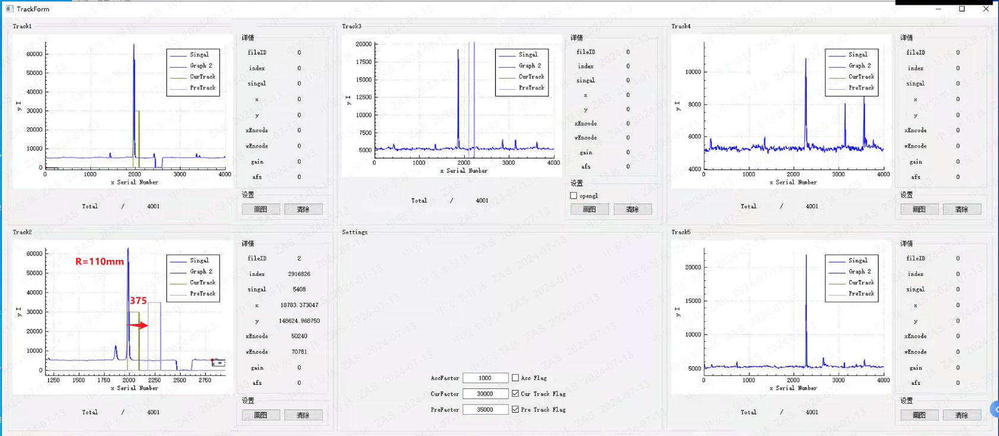 TrackForm
Track1
60000
50000
40000
30000
20000
10000
0
y I
0 1000 2000 3000 4000
x Serial Number
Singal
Graph 2
CurTrack
PreTrack
Total / 4001
详情
fileID 0
index 0
singal 0
x 0
y 0
xEncode 0
wEncode 0
gain 0
afs 0
设置
画图 清除
Track3
20000
17500
15000
12500
10000
7500
5000
y I
0 1000 2000 3000 4000
x Serial Number
Singal
Graph 2
CurTrack
PreTrack
Total / 4001
详情
fileID 0
index 0
singal 0
x 0
y 0
xEncode 0
wEncode 0
gain 0
afs 0
设置
opengl
画图 清除
Track4
10000
8000
6000
4000
y I
0 1000 2000 3000 4000
x Serial Number
Singal
Graph 2
CurTrack
PreTrack
Total / 4001
详情
fileID 0
index 0
singal 0
x 0
y 0
xEncode 0
wEncode 0
gain 0
afs 0
设置
画图 清除
Track2
60000
50000
40000
30000
20000
10000
0
y I
R=110mm
375
x =
1250 1500 1750 2000 2250 2500 2750
x Serial Number
Singal
Graph 2
CurTrack
PreTrack
Total / 4001
详情
fileID 2
index 2916826
singal 5408
x 18783.373047
y 148624.968750
xEncode 50240
wEncode 70781
gain 0
afs 0
设置
画图 清除
Settings
AccFactor 1000 Acc Flag
CurFactor 30000 Cur Track Flag
PreFactor 35000 Pre Track Flag
Track5
20000
15000
10000
5000
y I
0 1000 2000 3000 4000
x Serial Number
Singal
Graph 2
CurTrack
PreTrack
Total / 4001
详情
fileID 0
index 0
singal 0
x 0
y 0
xEncode 0
wEncode 0
gain 0
afs 0
设置
画图 清除
中安半导体 ZAS 2024-07-13